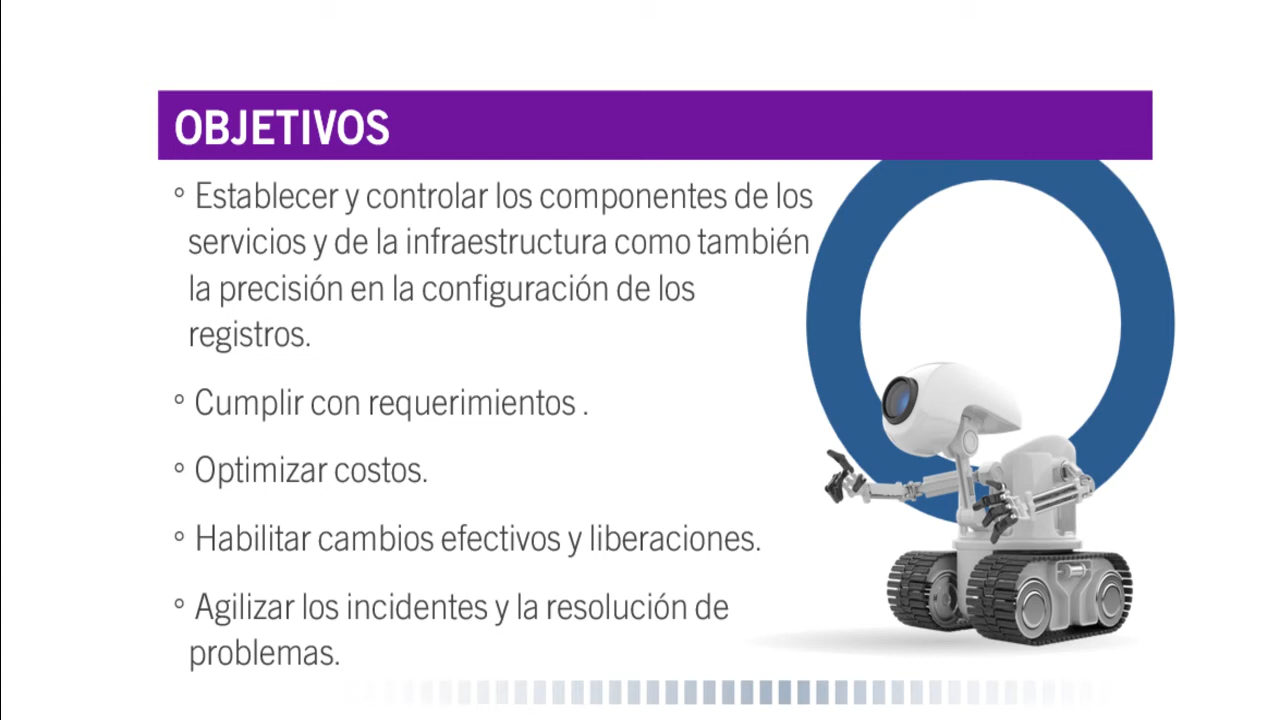 OBJETIVOS
° Establecer y controlar los componentes de los
servicios y de la infraestructura como también
la precisión en la configuración de los
registros.
° Cumplir con requerimientos .
° Optimizar costos.
° Habilitar cambios efectivos y liberaciones.
° Agilizar los incidentes y la resolución de
problemas.